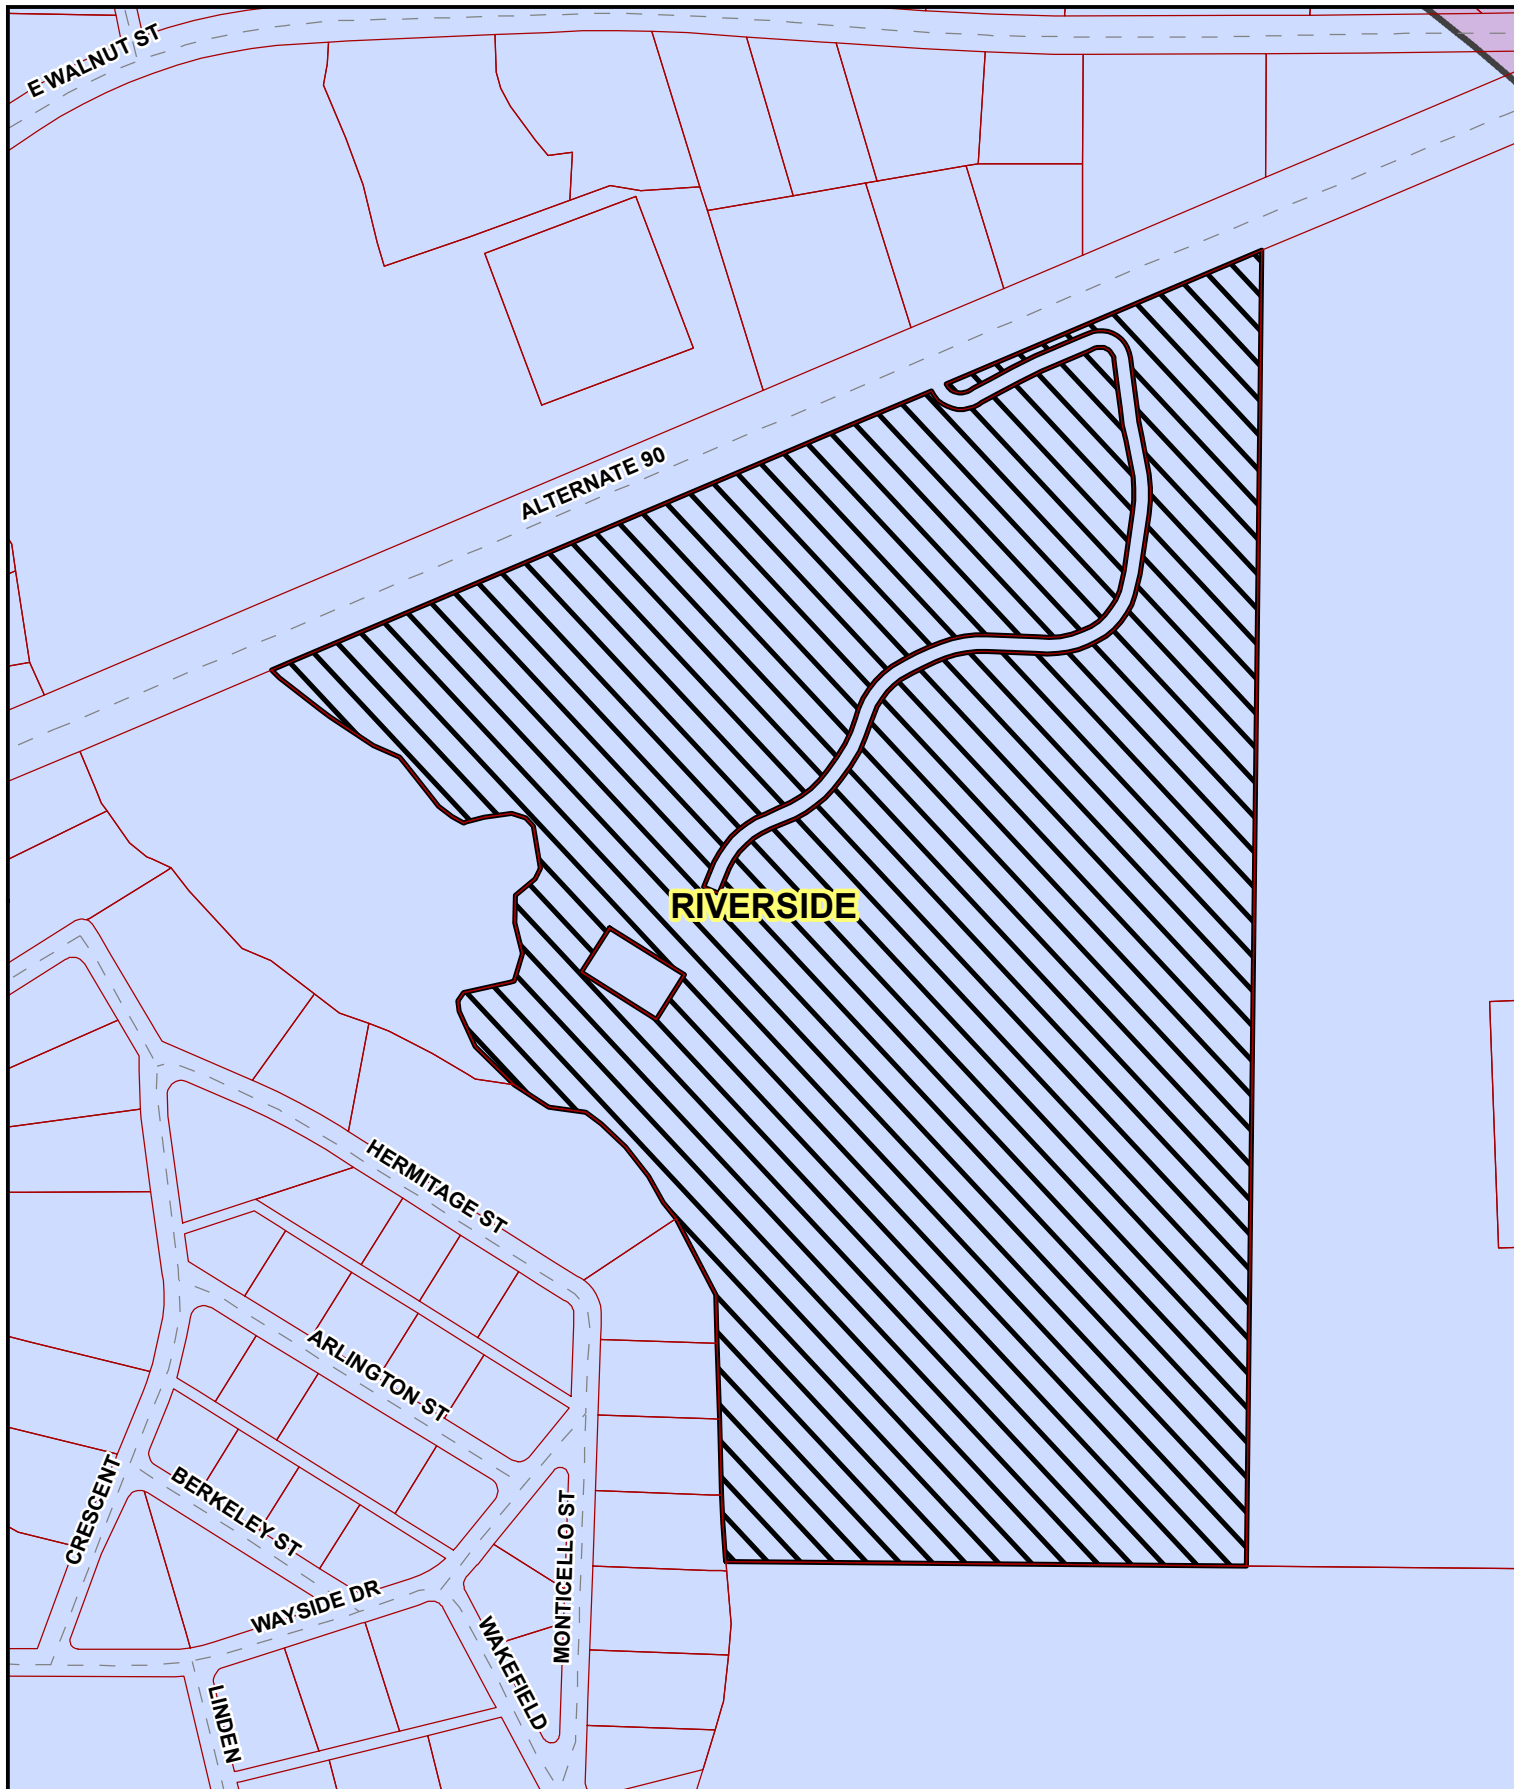 E WALNUT ST
ALTERNATE 90
RIVERSIDE
HERMITAGE ST
ARLINGTON ST
BERKELEY ST
CRESCENT
MONTICELLO ST
WAYSIDE DR
WAKEFIELD
LINDEN